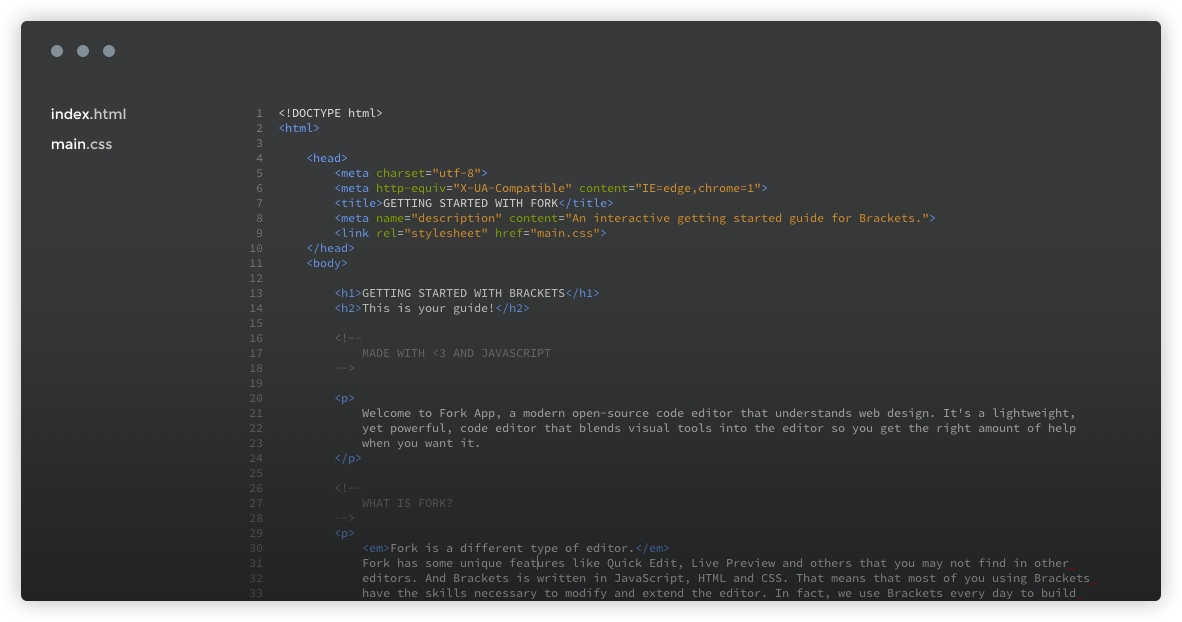 index.html
main.css
1 <!DOCTYPE html>
2 <html>
3
4 <head>
5 <meta charset="utf-8">
6 <meta http-equiv="X-UA-Compatible" content="IE=edge,chrome=1">
7 <title>GETTING STARTED WITH FORK</title>
8 <meta name="description" content="An interactive getting started guide for Brackets.">
9 <link rel="stylesheet" href="main.css">
10 </head>
11 <body>
12
13 <h1>GETTING STARTED WITH BRACKETS</h1>
14 <h2>This is your guide!</h2>
15
16 <!--
17 MADE WITH <3 AND JAVASCRIPT
18 -->
19
20 <p>
21 Welcome to Fork App, a modern open-source code editor that understands web design. It's a lightweight,
22 yet powerful, code editor that blends visual tools into the editor so you get the right amount of help
23 when you want it.
24 </p>
25
26 <!--
27 WHAT IS FORK?
28 -->
29 <p>
30 <em>Fork is a different type of editor.</em>
31 Fork has some unique features like Quick Edit, Live Preview and others that you may not find in other
32 editors. And Brackets is written in JavaScript, HTML and CSS. That means that most of you using Brackets
33 have the skills necessary to modify and extend the editor. In fact, we use Brackets every day to build